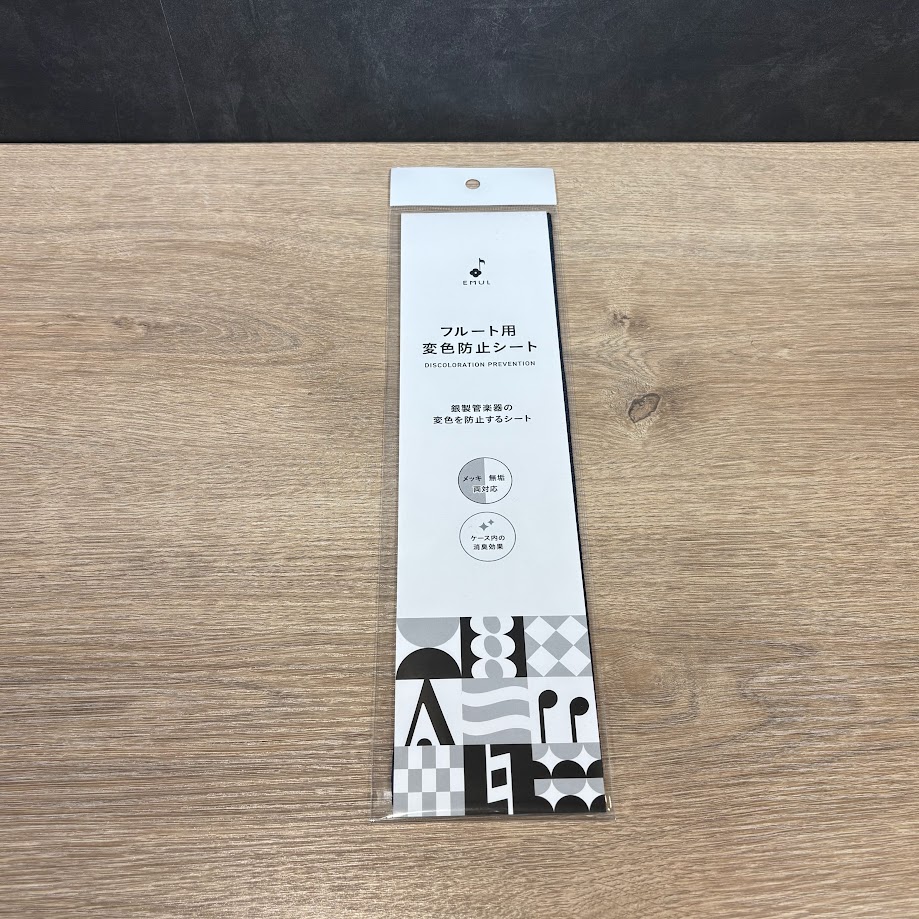 EMUL
フルート用
変色防止シート
DISCOLORATION PREVENTION
銀製管楽器の
変色を防止するシート
メッキ 無垢
両対応
ケース内の
消臭効果